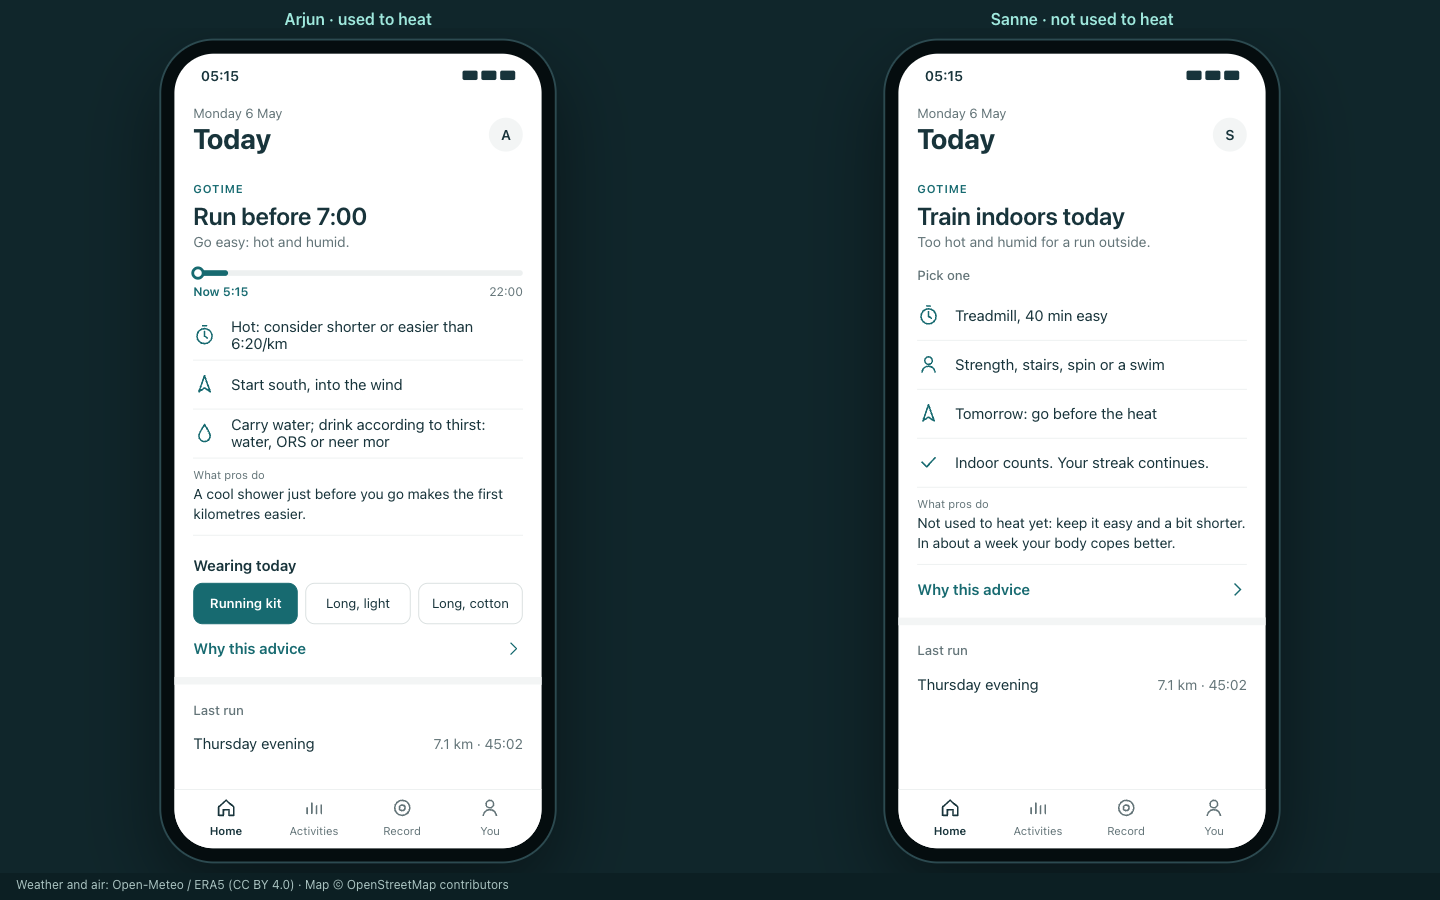 Arjun · used to heat
05:15
Monday 6 May
Today
A
GOTIME
Run before 7:00
Go easy: hot and humid.
Now 5:15
22:00
Hot: consider shorter or easier than
6:20/km
Start south, into the wind
Carry water; drink according to thirst:
water, ORS or neer mor
What pros do
A cool shower just before you go makes the first
kilometres easier.
Wearing today
Running kit
Long, light
Long, cotton
Why this advice
Last run
Thursday evening
7.1 km · 45:02
Home
Activities
Record
You
Sanne · not used to heat
05:15
Monday 6 May
Today
S
GOTIME
Train indoors today
Too hot and humid for a run outside.
Pick one
Treadmill, 40 min easy
Strength, stairs, spin or a swim
Tomorrow: go before the heat
Indoor counts. Your streak continues.
What pros do
Not used to heat yet: keep it easy and a bit shorter.
In about a week your body copes better.
Why this advice
Last run
Thursday evening
7.1 km · 45:02
Home
Activities
Record
You
Weather and air: Open-Meteo / ERA5 (CC BY 4.0) · Map © OpenStreetMap contributors